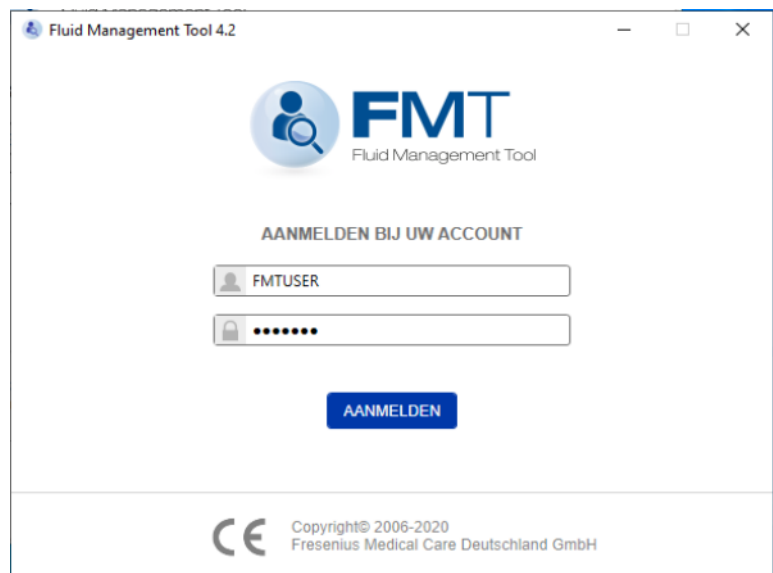 Fluid Management Tool 4.2
FMT
Fluid Management Tool
AANMELDEN BIJ UW ACCOUNT
FMTUSER
•••••••
AANMELDEN
CE
Copyright© 2006-2020
Fresenius Medical Care Deutschland GmbH